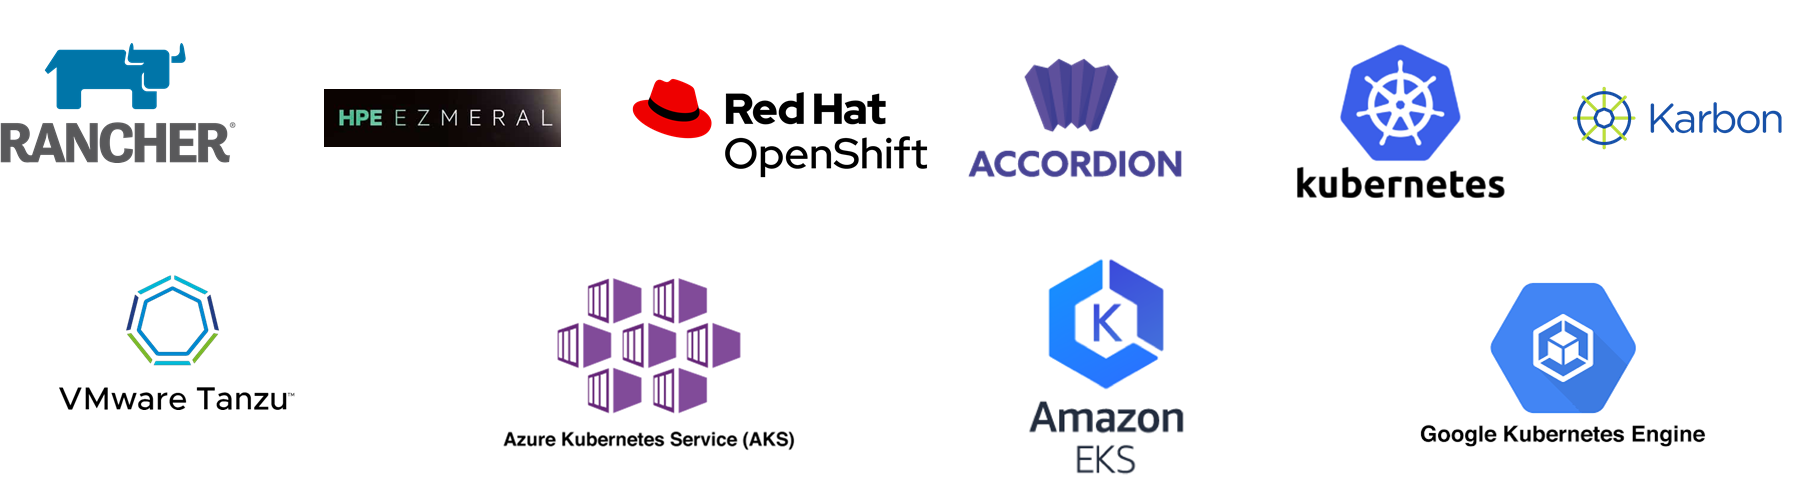 RANCHER®
HPE EZMERAL
Red Hat
OpenShift
ACCORDION
kubernetes
Karbon
VMware Tanzu™
Azure Kubernetes Service (AKS)
K
Amazon
EKS
Google Kubernetes Engine